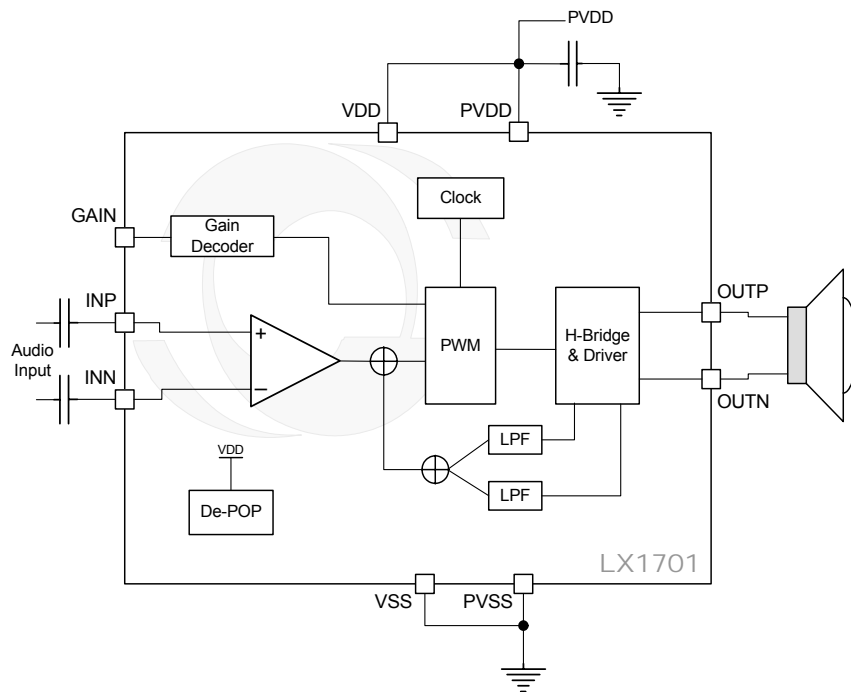 PVDD
VDD
PVDD
Clock
GAIN
Gain
Decoder
INP
OUTP
+
PWM
H-Bridge
& Driver
Audio
Input
INN
−
OUTN
LPF
VDD
LPF
De-POP
LX1701
VSS
PVSS